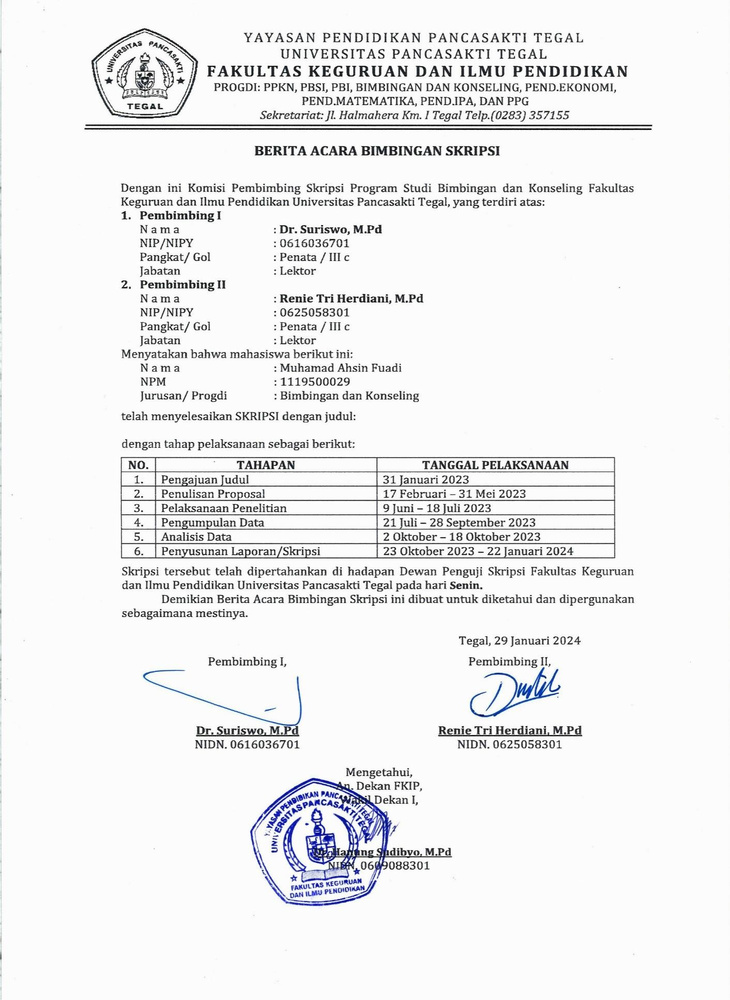 UNIVERSITAS PANCASAKTI
TEGAL
YAYASAN PENDIDIKAN PANCASAKTI TEGAL
UNIVERSITAS PANCASAKTI TEGAL
FAKULTAS KEGURUAN DAN ILMU PENDIDIKAN
PROGDI: PPKN, PBSI, PBI, BIMBINGAN DAN KONSELING, PEND.EKONOMI,
PEND.MATEMATIKA, PEND.IPA, DAN PPG
Sekretariat: Jl. Halmahera Km. I Tegal Telp.(0283) 357155
BERITA ACARA BIMBINGAN SKRIPSI
Dengan ini Komisi Pembimbing Skripsi Program Studi Bimbingan dan Konseling Fakultas
Keguruan dan Ilmu Pendidikan Universitas Pancasakti Tegal, yang terdiri atas:
1. Pembimbing I
N a m a : Dr. Suriswo, M.Pd
NIP/NIPY : 0616036701
Pangkat/ Gol : Penata / III c
Jabatan : Lektor
2. Pembimbing II
N a m a : Renie Tri Herdiani, M.Pd
NIP/NIPY : 0625058301
Pangkat/ Gol : Penata / III c
Jabatan : Lektor
Menyatakan bahwa mahasiswa berikut ini:
N a m a : Muhamad Ahsin Fuadi
NPM : 1119500029
Jurusan/ Progdi : Bimbingan dan Konseling
telah menyelesaikan SKRIPSI dengan judul:
dengan tahap pelaksanaan sebagai berikut:
NO. TAHAPAN TANGGAL PELAKSANAAN
1. Pengajuan Judul 31 Januari 2023
2. Penulisan Proposal 17 Februari – 31 Mei 2023
3. Pelaksanaan Penelitian 9 Juni – 18 Juli 2023
4. Pengumpulan Data 21 Juli – 28 September 2023
5. Analisis Data 2 Oktober – 18 Oktober 2023
6. Penyusunan Laporan/Skripsi 23 Oktober 2023 – 22 Januari 2024
Skripsi tersebut telah dipertahankan di hadapan Dewan Penguji Skripsi Fakultas Keguruan
dan Ilmu Pendidikan Universitas Pancasakti Tegal pada hari Senin.
Demikian Berita Acara Bimbingan Skripsi ini dibuat untuk diketahui dan dipergunakan
sebagaimana mestinya.
Tegal, 29 Januari 2024
Pembimbing I, Pembimbing II,
Dr. Suriswo, M.Pd Renie Tri Herdiani, M.Pd
NIDN. 0616036701 NIDN. 0625058301
Mengetahui,
An. Dekan FKIP,
Wakil Dekan I,
YAYASAN PENDIDIKAN PANCASAKTI TEGAL
UNIVERSITAS PANCASAKTI TEGAL
Dr. Hanung Sudibyo, M.Pd
NIDN. 0609088301
FAKULTAS KEGURUAN
DAN ILMU PENDIDIKAN